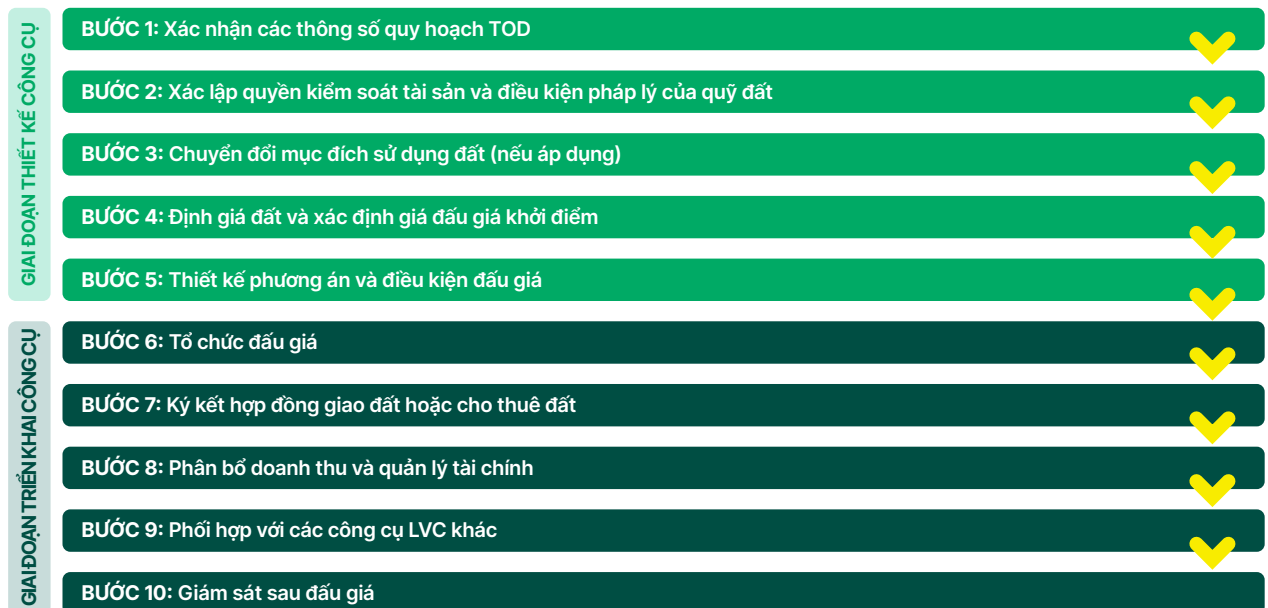 GIAI ĐOẠN THIẾT KẾ CÔNG CỤ
BƯỚC 1: Xác nhận các thông số quy hoạch TOD
BƯỚC 2: Xác lập quyền kiểm soát tài sản và điều kiện pháp lý của quỹ đất
BƯỚC 3: Chuyển đổi mục đích sử dụng đất (nếu áp dụng)
BƯỚC 4: Định giá đất và xác định giá đấu giá khởi điểm
BƯỚC 5: Thiết kế phương án và điều kiện đấu giá
GIAI ĐOẠN TRIỂN KHAI CÔNG CỤ
BƯỚC 6: Tổ chức đấu giá
BƯỚC 7: Ký kết hợp đồng giao đất hoặc cho thuê đất
BƯỚC 8: Phân bổ doanh thu và quản lý tài chính
BƯỚC 9: Phối hợp với các công cụ LVC khác
BƯỚC 10: Giám sát sau đấu giá